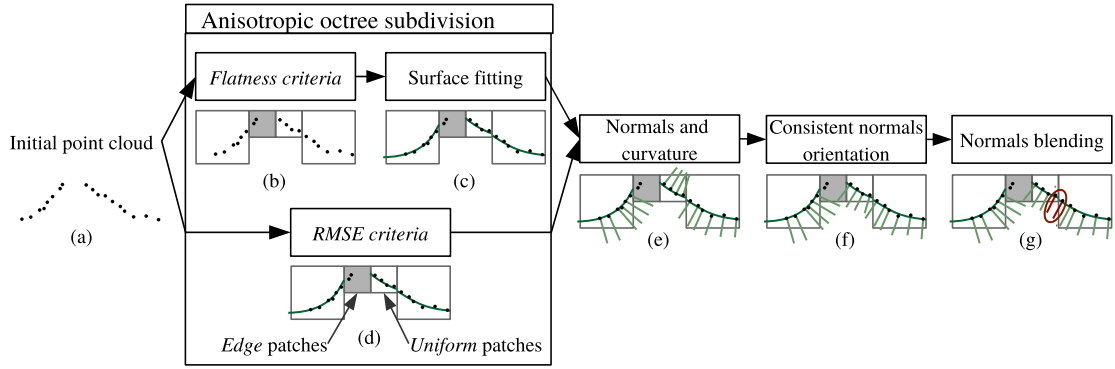 Anisotropic octree subdivision
Flatness criteria
Surface fitting
Initial point cloud
(a)
(b)
(c)
RMSE criteria
(d)
Edge patches
Uniform patches
Normals and
curvature
(e)
Consistent normals
orientation
(f)
Normals blending
(g)